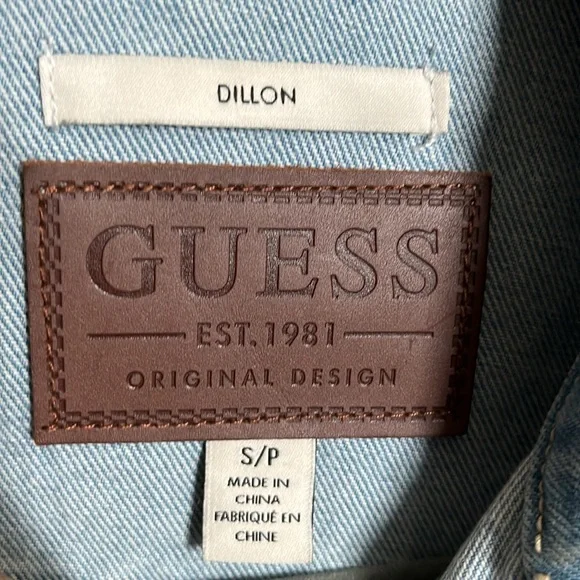 DILLON
GUESS
EST. 1981
ORIGINAL DESIGN
S/P
MADE IN
CHINA
FABRIQUÉ EN
CHINE